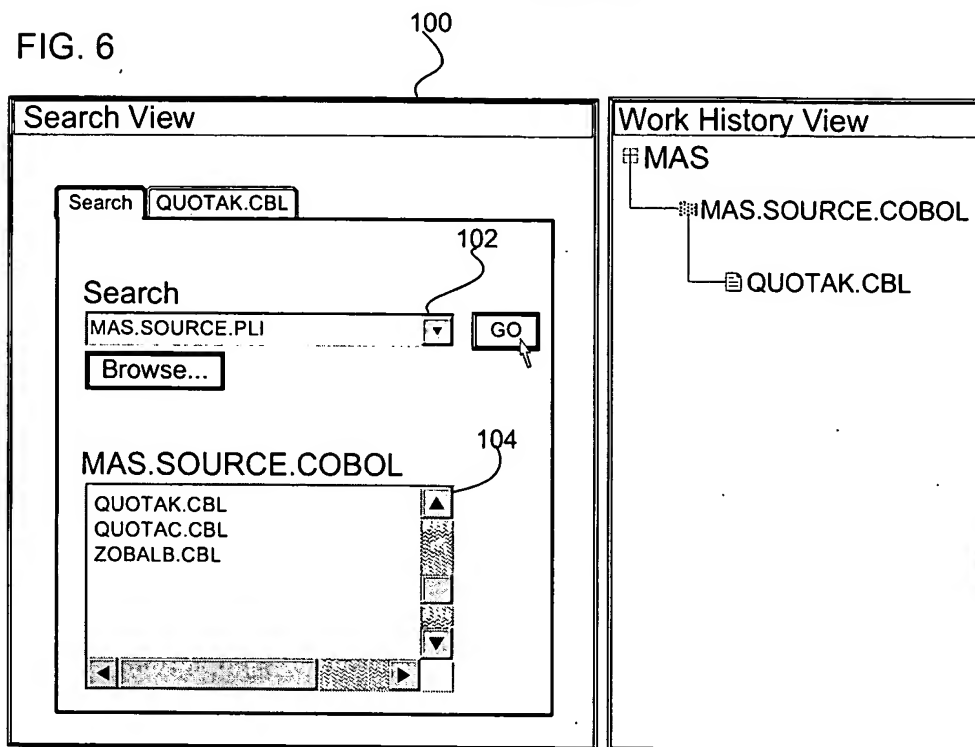 FIG. 6
100
Search View
Search
QUOTAK.CBL
102
Search
MAS.SOURCE.PLI
GO
Browse...
104
MAS.SOURCE.COBOL
QUOTAK.CBL
QUOTAC.CBL
ZOBALB.CBL
Work History View
MAS
MAS.SOURCE.COBOL
QUOTAK.CBL